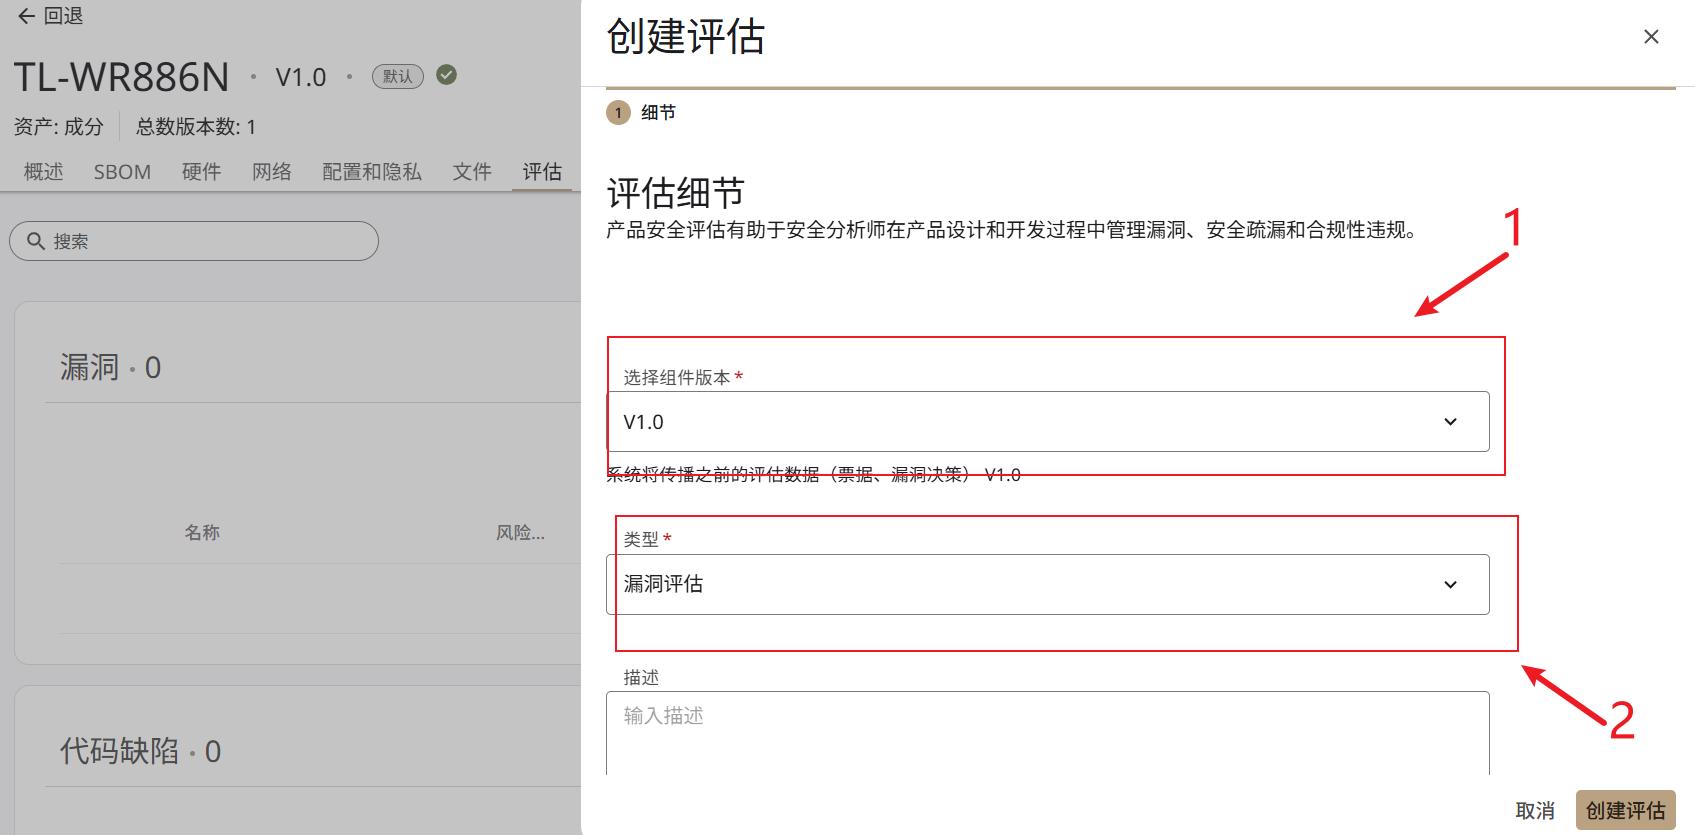 回退
TL-WR886N · V1.0 · 默认
资产: 成分 总数版本数: 1
概述 SBOM 硬件 网络 配置和隐私 文件 评估
搜索
漏洞 · 0
名称 风险...
代码缺陷 · 0
创建评估
1 细节
评估细节
产品安全评估有助于安全分析师在产品设计和开发过程中管理漏洞、安全疏漏和合规性违规。
1
选择组件版本 *
V1.0
系统将传播之前的评估数据（票据、漏洞决策） V1.0
类型 *
漏洞评估
2
描述
输入描述
取消 创建评估